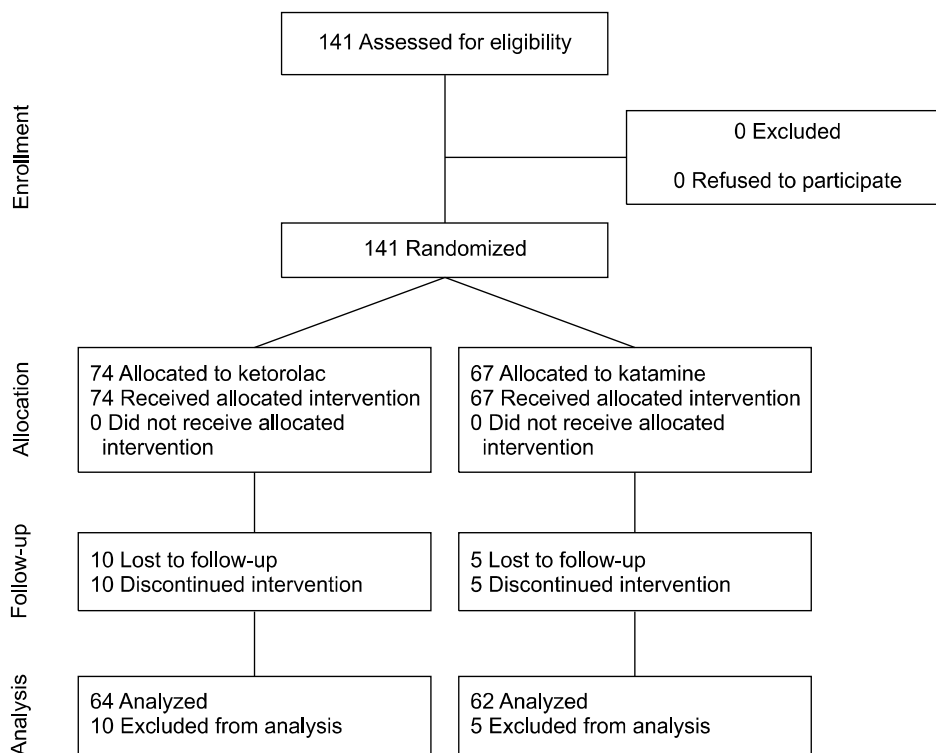 141 Assessed for eligibility
Enrollment
0 Excluded
0 Refused to participate
141 Randomized
Allocation
74 Allocated to ketorolac
74 Received allocated intervention
0 Did not receive allocated
intervention
67 Allocated to katamine
67 Received allocated intervention
0 Did not receive allocated
intervention
Follow-up
10 Lost to follow-up
10 Discontinued intervention
5 Lost to follow-up
5 Discontinued intervention
Analysis
64 Analyzed
10 Excluded from analysis
62 Analyzed
5 Excluded from analysis